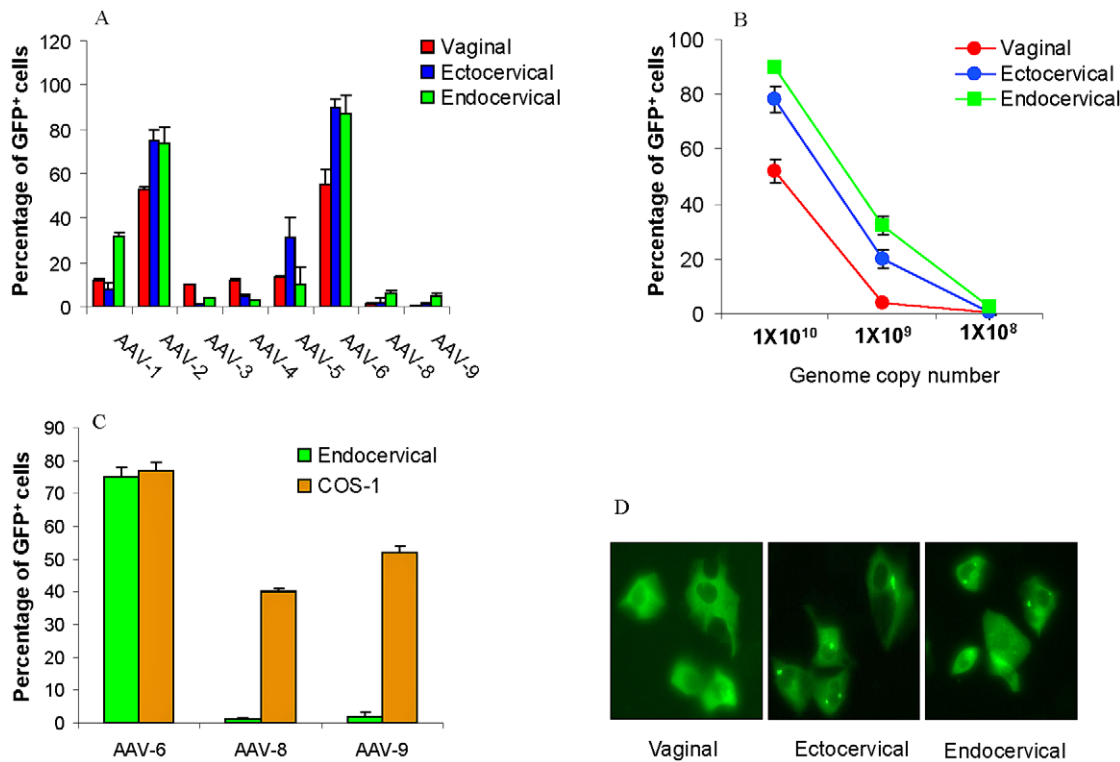 A
Percentage of GFP⁺ cells
120
100
80
60
40
20
0
Vaginal
Ectocervical
Endocervical
AAV-1
AAV-2
AAV-3
AAV-4
AAV-5
AAV-6
AAV-8
AAV-9
B
Percentage of GFP⁺ cells
100
80
60
40
20
0
Vaginal
Ectocervical
Endocervical
1X10¹⁰
1X10⁹
1X10⁸
Genome copy number
C
Percentage of GFP⁺ cells
90
80
70
60
50
40
30
20
10
0
Endocervical
COS-1
AAV-6
AAV-8
AAV-9
D
Vaginal
Ectocervical
Endocervical